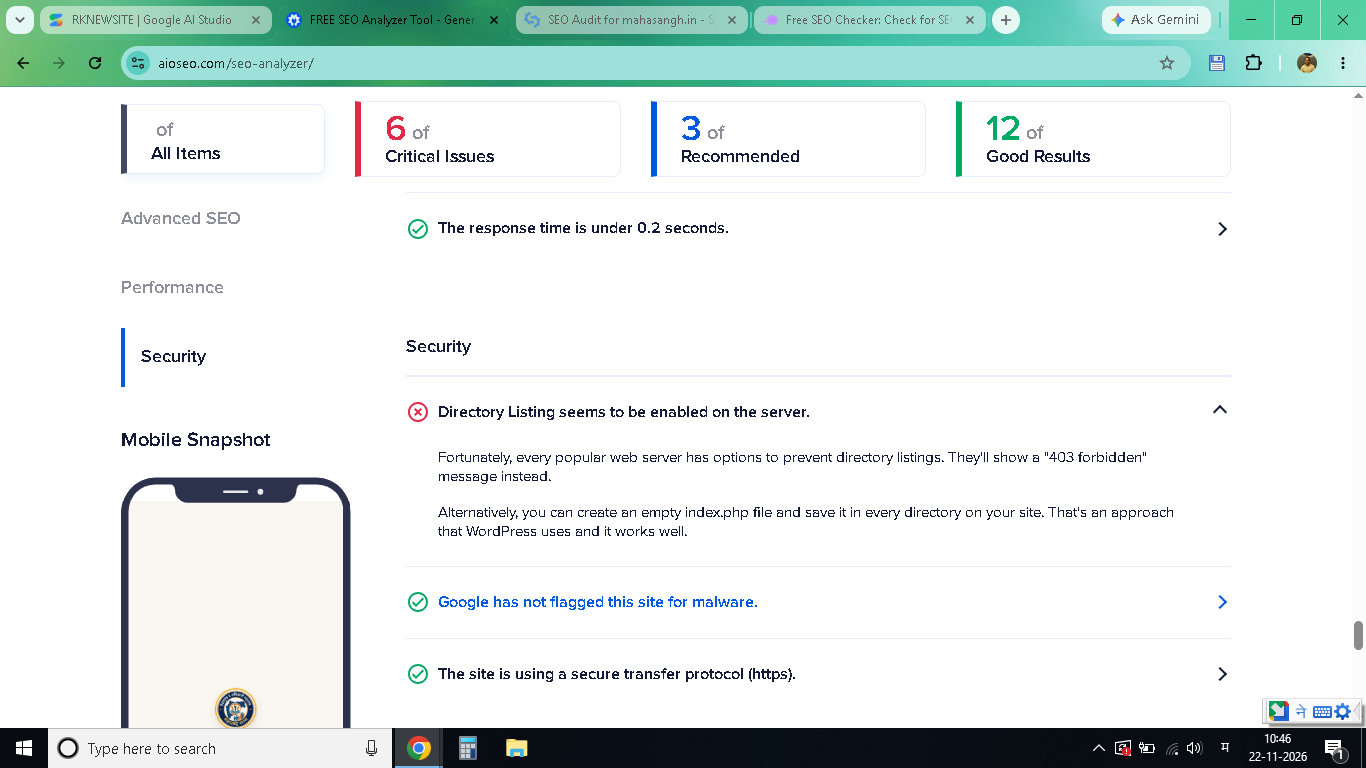 RKNEWSITE | Google AI Studio
FREE SEO Analyzer Tool - Gener
SEO Audit for mahasangh.in - S
Free SEO Checker: Check for SE
Ask Gemini
aioseo.com/seo-analyzer/
of
All Items
6 of
Critical Issues
3 of
Recommended
12 of
Good Results
Advanced SEO
Performance
Security
Mobile Snapshot
The response time is under 0.2 seconds.
Security
Directory Listing seems to be enabled on the server.
Fortunately, every popular web server has options to prevent directory listings. They'll show a "403 forbidden"
message instead.
Alternatively, you can create an empty index.php file and save it in every directory on your site. That's an approach
that WordPress uses and it works well.
Google has not flagged this site for malware.
The site is using a secure transfer protocol (https).
Type here to search
म
10:46
22-11-2026
1